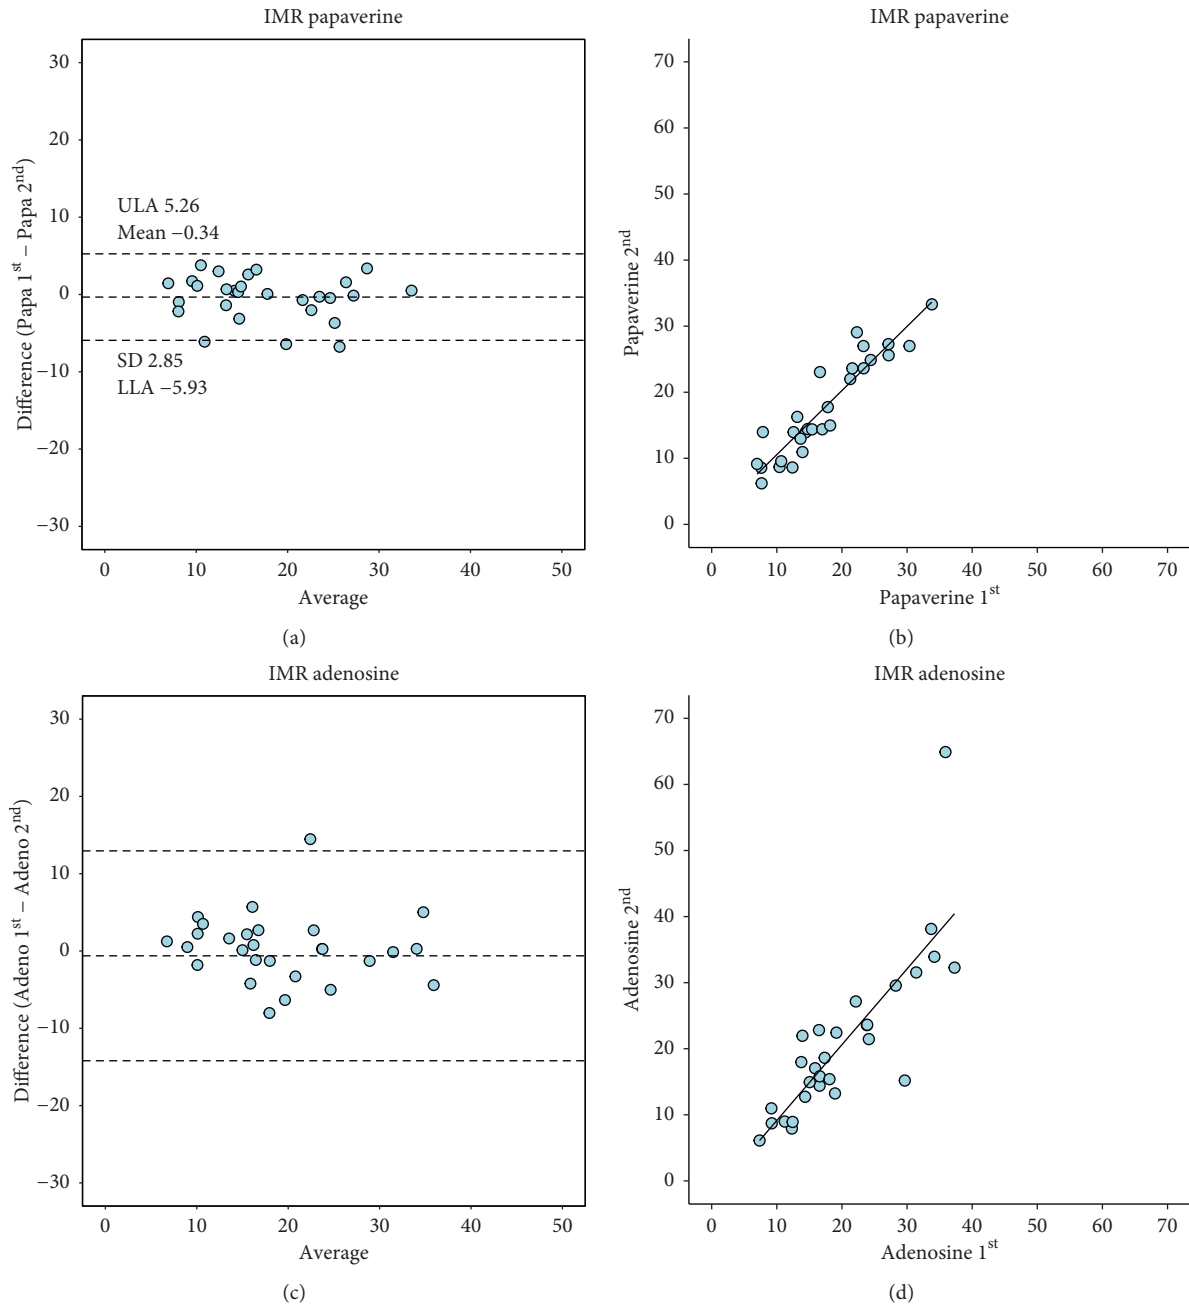 IMR papaverine
30
20
10
0
−10
−20
−30
Difference (Papa 1st − Papa 2nd)
ULA 5.26
Mean −0.34
SD 2.85
LLA −5.93
0 10 20 30 40 50
Average
(a)
IMR papaverine
70
60
50
40
30
20
10
0
Papaverine 2nd
0 10 20 30 40 50 60 70
Papaverine 1st
(b)
IMR adenosine
30
20
10
0
−10
−20
−30
Difference (Adeno 1st − Adeno 2nd)
0 10 20 30 40 50
Average
(c)
IMR adenosine
70
60
50
40
30
20
10
0
Adenosine 2nd
0 10 20 30 40 50 60 70
Adenosine 1st
(d)